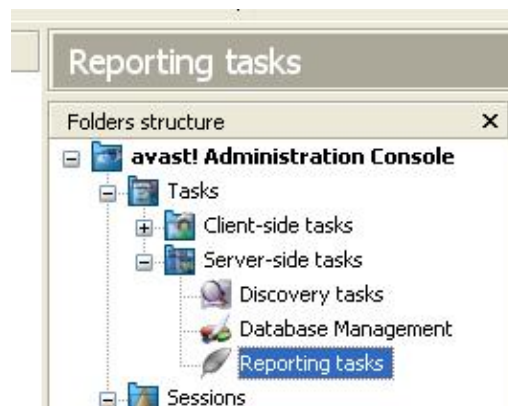 Reporting tasks
Folders structure
avast! Administration Console
Tasks
Client-side tasks
Server-side tasks
Discovery tasks
Database Management
Reporting tasks
Sessions